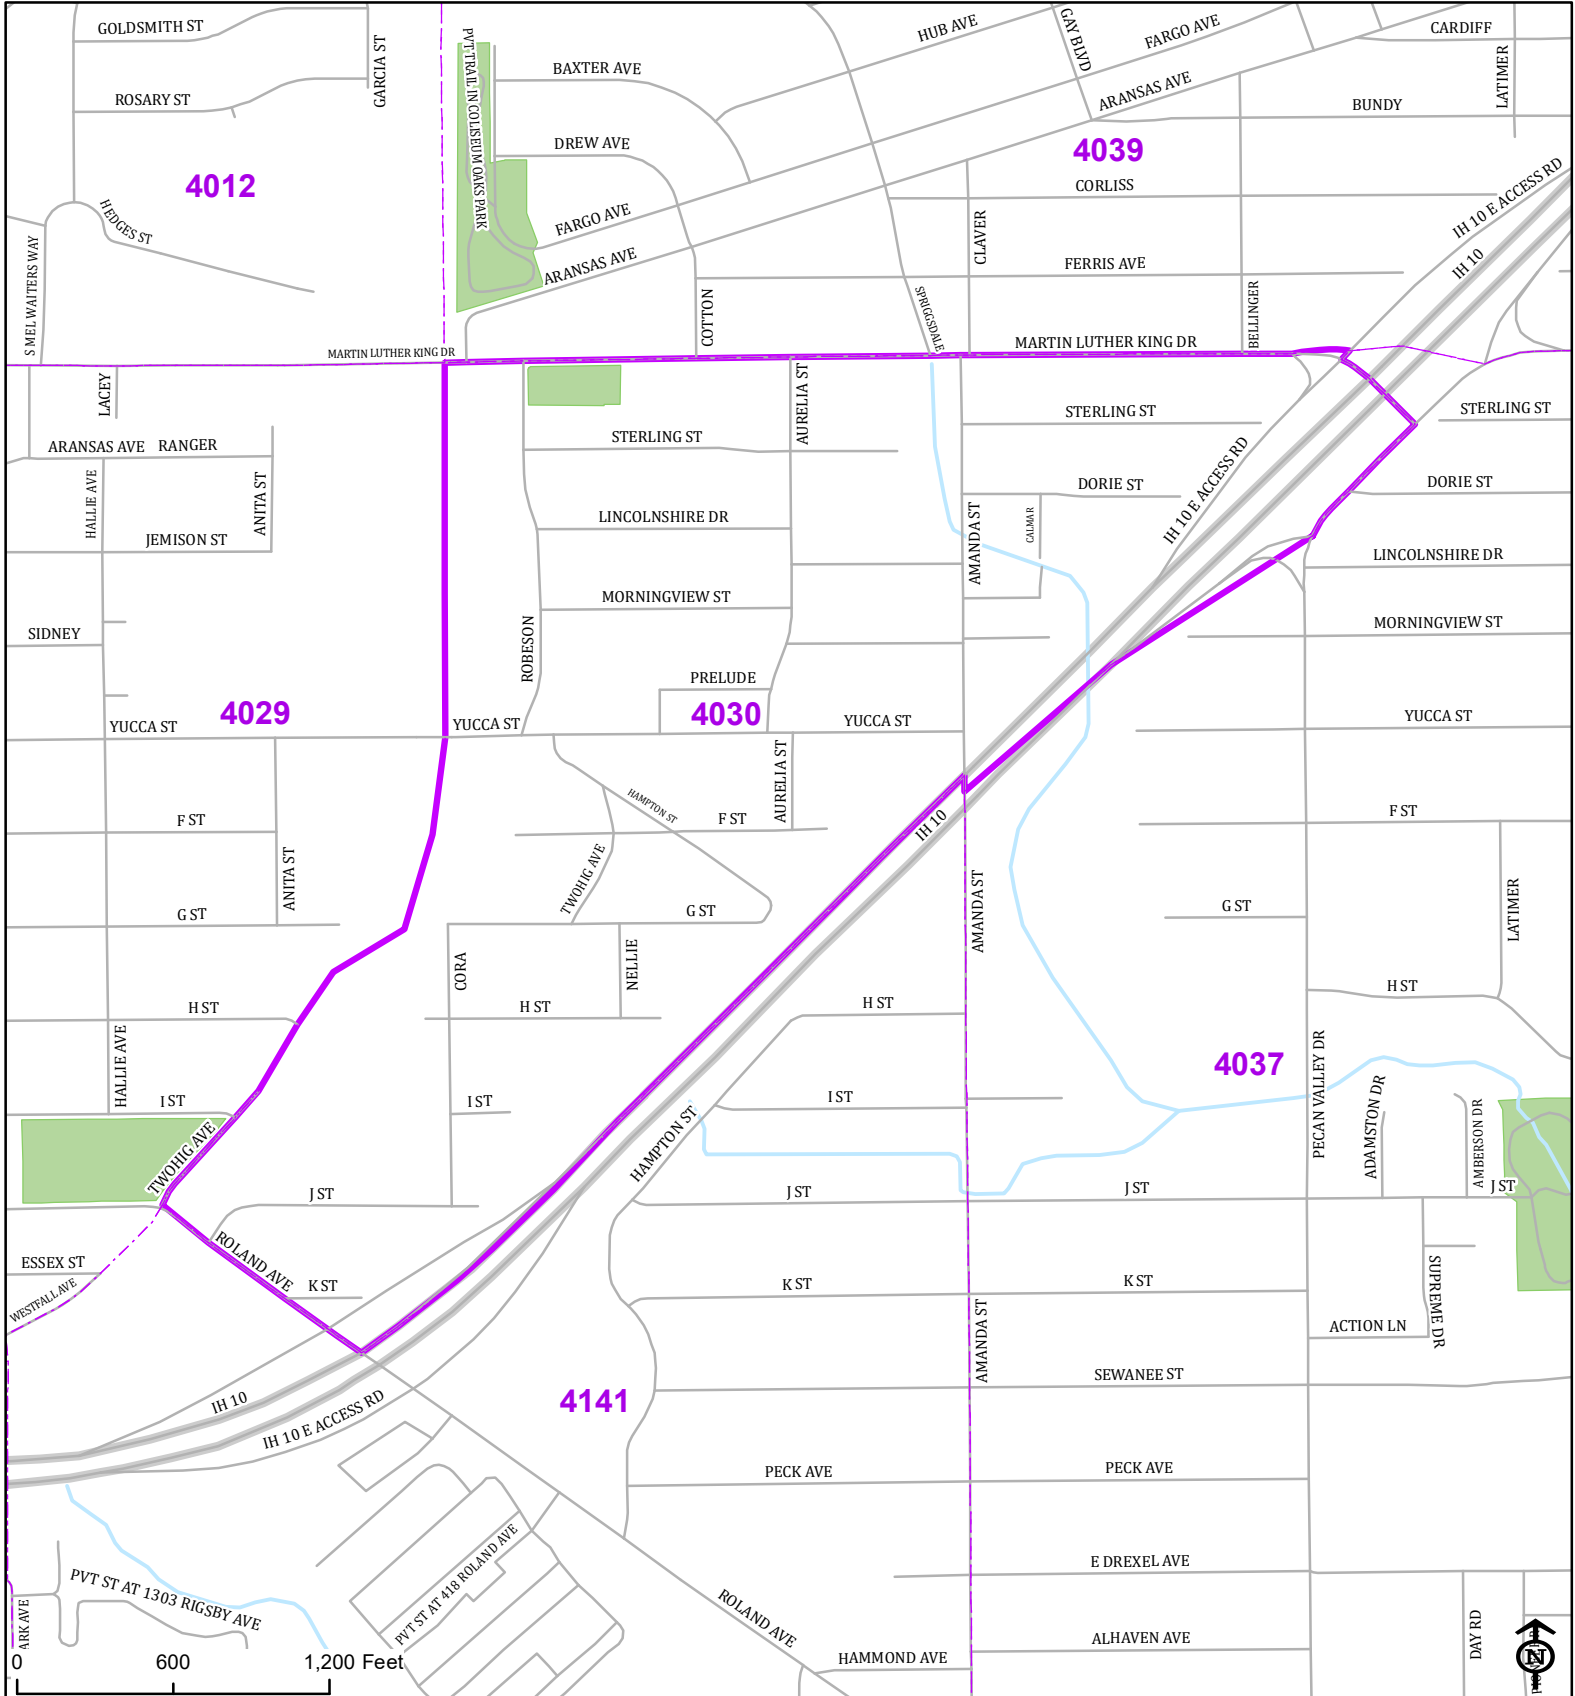 GOLDSMITH ST
GARCIA ST
PVT TRAIL IN COLISEUM OAKS PARK
BAXTER AVE
HUB AVE
GAY BLVD
FARGO AVE
CARDIFF
LATIMER
ROSARY ST
ARANSAS AVE
BUNDY
DREW AVE
4039
4012
CORLISS
IH 10 E ACCESS RD
HEDGES ST
FARGO AVE
CLAVER
IH 10
S MEL WAITERS WAY
ARANSAS AVE
FERRIS AVE
COTTON
SPRIGGSDALE
BELLINGER
MARTIN LUTHER KING DR
MARTIN LUTHER KING DR
LACEY
AURELIA ST
STERLING ST
STERLING ST
STERLING ST
ARANSAS AVE
RANGER
HALLIE AVE
ANITA ST
IH 10 E ACCESS RD
DORIE ST
DORIE ST
LINCOLNSHIRE DR
AMANDA ST
CALMAR
JEMISON ST
LINCOLNSHIRE DR
MORNINGVIEW ST
MORNINGVIEW ST
SIDNEY
ROBESON
PRELUDE
4029
4030
YUCCA ST
YUCCA ST
YUCCA ST
YUCCA ST
AURELIA ST
HAMPTON ST
F ST
F ST
F ST
IH 10
ANITA ST
TWOHIG AVE
G ST
G ST
G ST
AMANDA ST
LATIMER
CORA
NELLIE
H ST
H ST
H ST
H ST
HALLIE AVE
4037
PECAN VALLEY DR
I ST
I ST
I ST
HAMPTON ST
ADAMSTON DR
AMBERSON DR
TWOHIG AVE
J ST
J ST
J ST
J ST
ESSEX ST
ROLAND AVE
WESTFALL AVE
K ST
K ST
K ST
SUPREME DR
AMANDA ST
ACTION LN
SEWANEE ST
IH 10
4141
IH 10 E ACCESS RD
PECK AVE
PECK AVE
E DREXEL AVE
PVT ST AT 1303 RIGSBY AVE
PVT ST AT 418 ROLAND AVE
ROLAND AVE
ARK AVE
HAMMOND AVE
ALHAVEN AVE
DAY RD
N
0 600 1,200 Feet